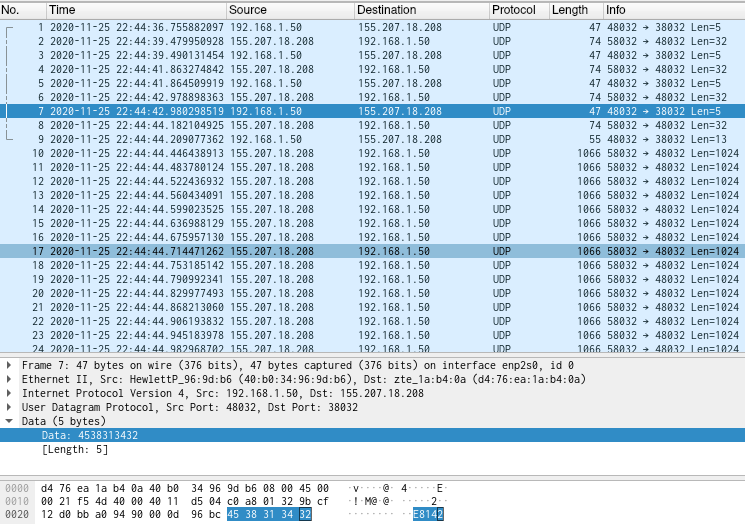 No. Time Source Destination Protocol Length Info
1 2020-11-25 22:44:36.755882097 192.168.1.50 155.207.18.208 UDP 47 48032 → 38032 Len=5
2 2020-11-25 22:44:39.479950928 155.207.18.208 192.168.1.50 UDP 74 58032 → 48032 Len=32
3 2020-11-25 22:44:39.490131454 192.168.1.50 155.207.18.208 UDP 47 48032 → 38032 Len=5
4 2020-11-25 22:44:41.863274842 155.207.18.208 192.168.1.50 UDP 74 58032 → 48032 Len=32
5 2020-11-25 22:44:41.864509919 192.168.1.50 155.207.18.208 UDP 47 48032 → 38032 Len=5
6 2020-11-25 22:44:42.978898363 155.207.18.208 192.168.1.50 UDP 74 58032 → 48032 Len=32
7 2020-11-25 22:44:42.980298519 192.168.1.50 155.207.18.208 UDP 47 48032 → 38032 Len=5
8 2020-11-25 22:44:44.182104925 155.207.18.208 192.168.1.50 UDP 74 58032 → 48032 Len=32
9 2020-11-25 22:44:44.209077362 192.168.1.50 155.207.18.208 UDP 55 48032 → 38032 Len=13
10 2020-11-25 22:44:44.446438913 155.207.18.208 192.168.1.50 UDP 1066 58032 → 48032 Len=1024
11 2020-11-25 22:44:44.483780124 155.207.18.208 192.168.1.50 UDP 1066 58032 → 48032 Len=1024
12 2020-11-25 22:44:44.522436932 155.207.18.208 192.168.1.50 UDP 1066 58032 → 48032 Len=1024
13 2020-11-25 22:44:44.560434091 155.207.18.208 192.168.1.50 UDP 1066 58032 → 48032 Len=1024
14 2020-11-25 22:44:44.599023525 155.207.18.208 192.168.1.50 UDP 1066 58032 → 48032 Len=1024
15 2020-11-25 22:44:44.636988129 155.207.18.208 192.168.1.50 UDP 1066 58032 → 48032 Len=1024
16 2020-11-25 22:44:44.675957130 155.207.18.208 192.168.1.50 UDP 1066 58032 → 48032 Len=1024
17 2020-11-25 22:44:44.714471262 155.207.18.208 192.168.1.50 UDP 1066 58032 → 48032 Len=1024
18 2020-11-25 22:44:44.753185142 155.207.18.208 192.168.1.50 UDP 1066 58032 → 48032 Len=1024
19 2020-11-25 22:44:44.790992341 155.207.18.208 192.168.1.50 UDP 1066 58032 → 48032 Len=1024
20 2020-11-25 22:44:44.829977493 155.207.18.208 192.168.1.50 UDP 1066 58032 → 48032 Len=1024
21 2020-11-25 22:44:44.868213060 155.207.18.208 192.168.1.50 UDP 1066 58032 → 48032 Len=1024
22 2020-11-25 22:44:44.906193832 155.207.18.208 192.168.1.50 UDP 1066 58032 → 48032 Len=1024
23 2020-11-25 22:44:44.945183978 155.207.18.208 192.168.1.50 UDP 1066 58032 → 48032 Len=1024
24 2020-11-25 22:44:44.982968702 155.207.18.208 192.168.1.50 UDP 1066 58032 → 48032 Len=1024
Frame 7: 47 bytes on wire (376 bits), 47 bytes captured (376 bits) on interface enp2s0, id 0
Ethernet II, Src: HewlettP_96:9d:b6 (40:b0:34:96:9d:b6), Dst: zte_1a:b4:0a (d4:76:ea:1a:b4:0a)
Internet Protocol Version 4, Src: 192.168.1.50, Dst: 155.207.18.208
User Datagram Protocol, Src Port: 48032, Dst Port: 38032
Data (5 bytes)
Data: 4538313432
[Length: 5]
0000 d4 76 ea 1a b4 0a 40 b0 34 96 9d b6 08 00 45 00 ·v····@· 4·····E·
0010 00 21 f5 4d 40 00 40 11 d5 04 c0 a8 01 32 9b cf ·!·M@·@· ·····2··
0020 12 d0 bb a0 94 90 00 0d 96 bc 45 38 31 34 32 ········ ··E8142